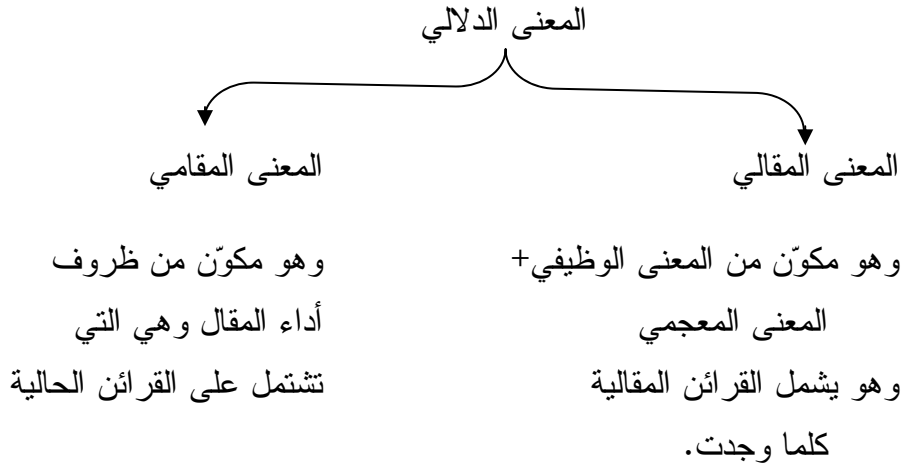 المعنى الدلالي
المعنى المقالي
وهو مكوّن من المعنى الوظيفي+
المعنى المعجمي
وهو يشمل القرائن المقالية
كلما وجدت.
المعنى المقامي
وهو مكوّن من ظروف
أداء المقال وهي التي
تشتمل على القرائن الحالية